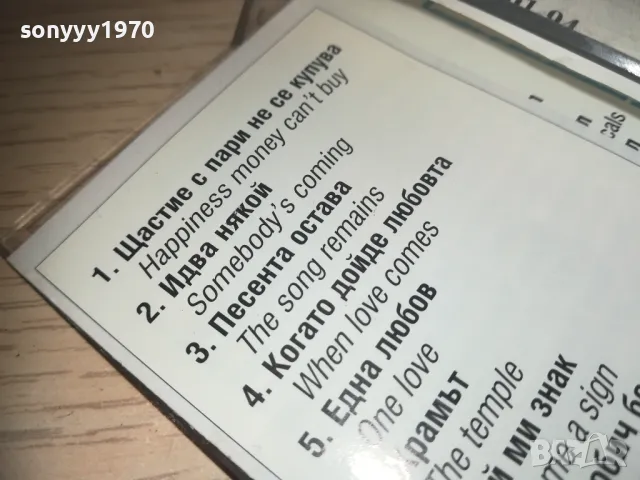 sonyyy1970
1. Щастие с пари не се купува
Happiness money can't buy
2. Идва някой
Somebody's coming
3. Песента остава
The song remains
4. Когато дойде любовта
When love comes
5. Една любов
One love
The temple
ми знак
a sign